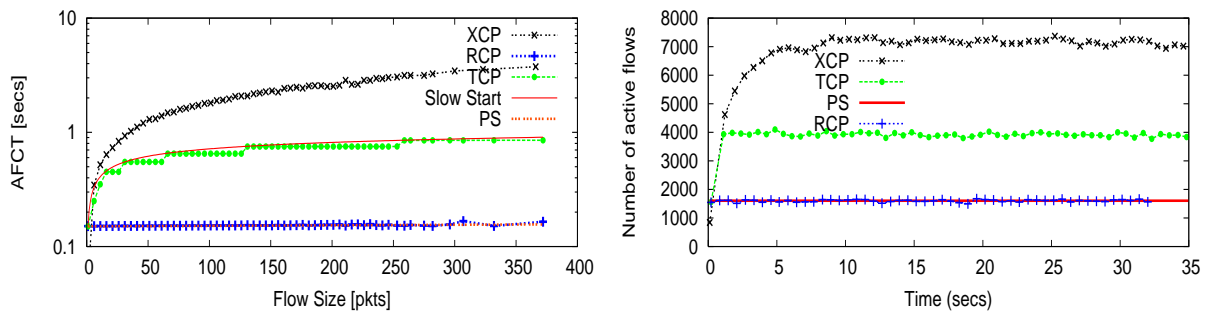 AFCT [secs]
10
1
0.1
XCP
RCP
TCP
Slow Start
PS
0 50 100 150 200 250 300 350 400
Flow Size [pkts]
Number of active flows
8000
7000
6000
5000
4000
3000
2000
1000
0
XCP
TCP
PS
RCP
0 5 10 15 20 25 30 35
Time (secs)